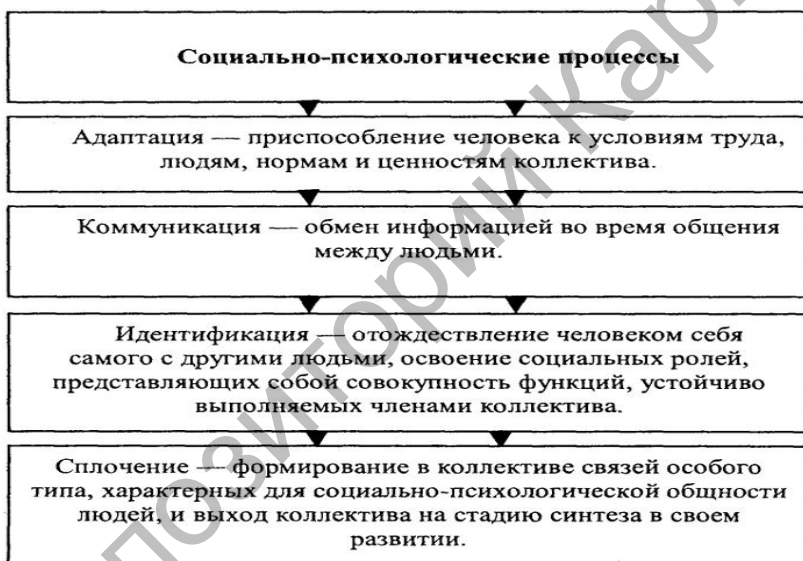 Социально-психологические процессы
Адаптация — приспособление человека к условиям труда,
людям, нормам и ценностям коллектива.
Коммуникация — обмен информацией во время общения
между людьми.
Идентификация — отождествление человеком себя
самого с другими людьми, освоение социальных ролей,
представляющих собой совокупность функций, устойчиво
выполняемых членами коллектива.
Сплочение — формирование в коллективе связей особого
типа, характерных для социально-психологической общности
людей, и выход коллектива на стадию синтеза в своем
развитии.